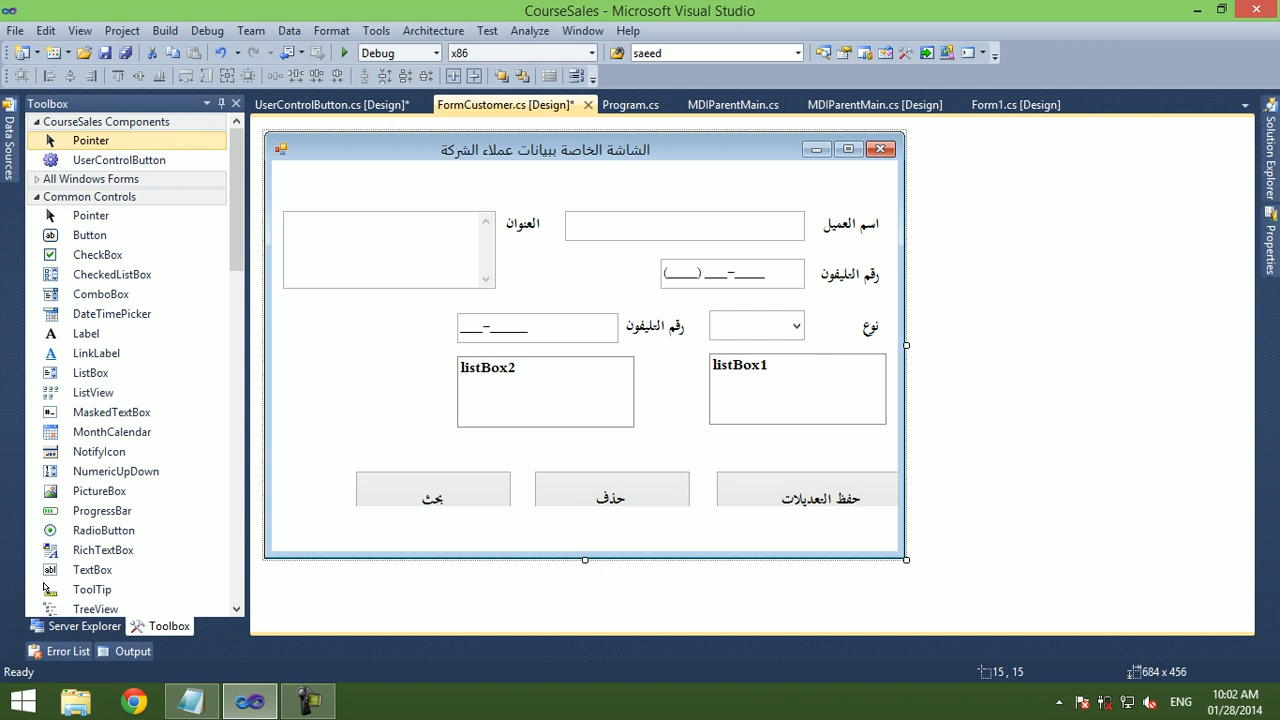 CourseSales - Microsoft Visual Studio
File Edit View Project Build Debug Team Data Format Tools Architecture Test Analyze Window Help
Debug x86 saeed
Toolbox
UserControlButton.cs [Design]* FormCustomer.cs [Design]* Program.cs MDIParentMain.cs MDIParentMain.cs [Design] Form1.cs [Design]
Data Sources
Solution Explorer
Properties
CourseSales Components
Pointer
UserControlButton
All Windows Forms
Common Controls
Pointer
Button
CheckBox
CheckedListBox
ComboBox
DateTimePicker
Label
LinkLabel
ListBox
ListView
MaskedTextBox
MonthCalendar
NotifyIcon
NumericUpDown
PictureBox
ProgressBar
RadioButton
RichTextBox
TextBox
ToolTip
TreeView
الشاشة الخاصة ببيانات عملاء الشركة
اسم العميل
العنوان
رقم التليفون
(____) ___-____
نوع
رقم التليفون
___-_____
listBox1
listBox2
حفظ التعديلات
حذف
بحث
Server Explorer Toolbox
Error List Output
Ready 15 , 15 684 x 456
ENG
10:02 AM
01/28/2014